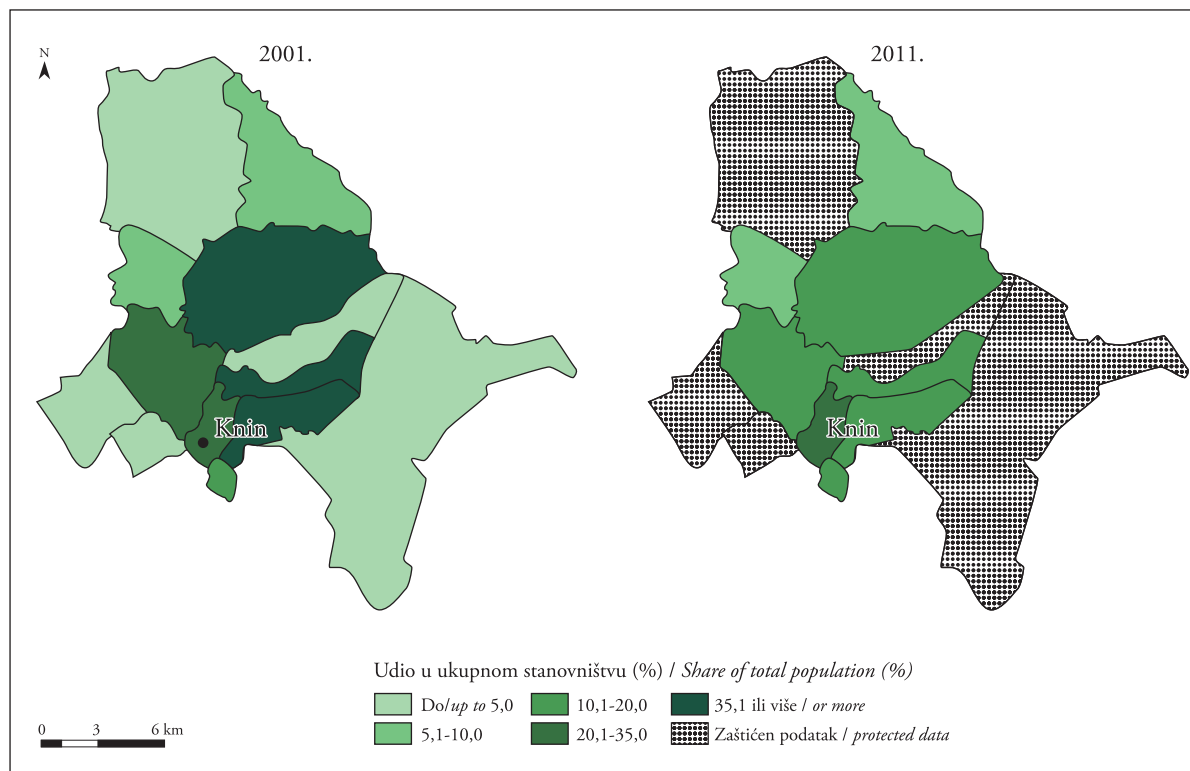 2001.
2011.
N
Knin
Knin
Udio u ukupnom stanovništvu (%) / Share of total population (%)
Do/up to 5,0
10,1-20,0
35,1 ili više / or more
5,1-10,0
20,1-35,0
Zaštićen podatak / protected data
0 3 6 km